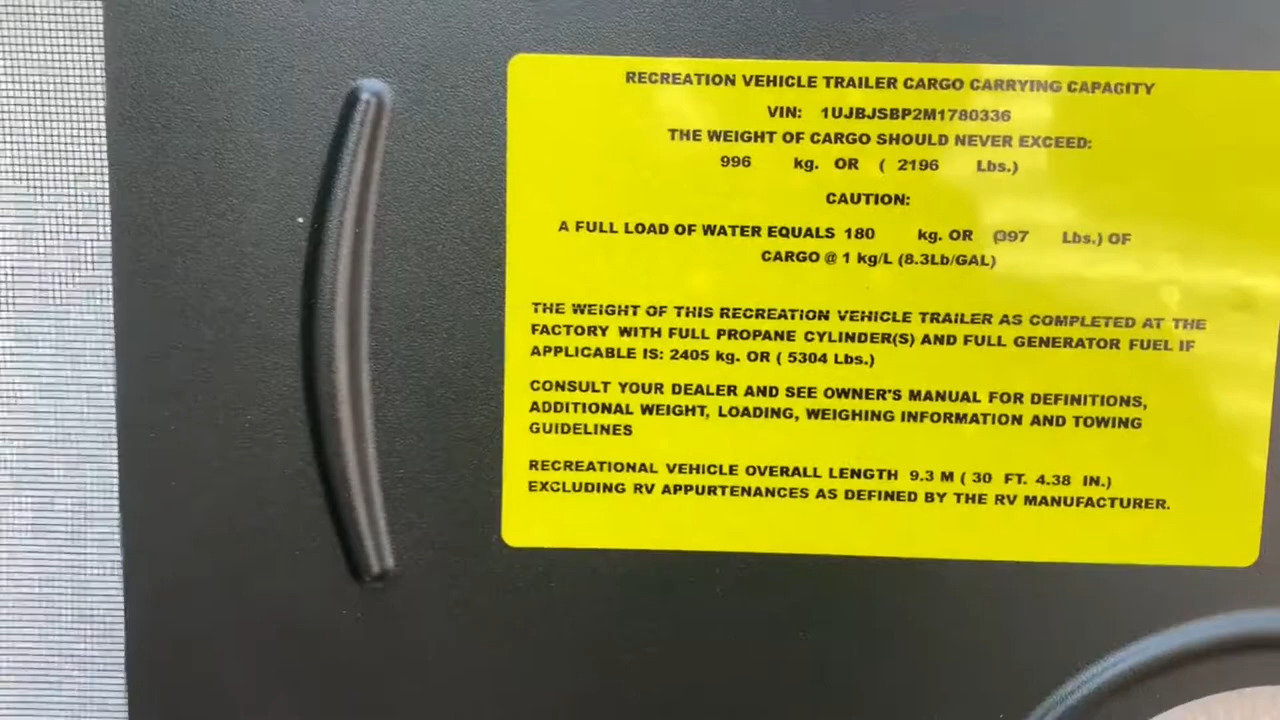 RECREATION VEHICLE TRAILER CARGO CARRYING CAPACITY
VIN: 1UJBJSBP2M1780336
THE WEIGHT OF CARGO SHOULD NEVER EXCEED:
996 kg. OR ( 2196 Lbs.)
CAUTION:
A FULL LOAD OF WATER EQUALS 180 kg. OR (397 Lbs.) OF
CARGO @ 1 kg/L (8.3Lb/GAL)
THE WEIGHT OF THIS RECREATION VEHICLE TRAILER AS COMPLETED AT THE
FACTORY WITH FULL PROPANE CYLINDER(S) AND FULL GENERATOR FUEL IF
APPLICABLE IS: 2405 kg. OR ( 5304 Lbs.)
CONSULT YOUR DEALER AND SEE OWNER'S MANUAL FOR DEFINITIONS,
ADDITIONAL WEIGHT, LOADING, WEIGHING INFORMATION AND TOWING
GUIDELINES
RECREATIONAL VEHICLE OVERALL LENGTH 9.3 M ( 30 FT. 4.38 IN.)
EXCLUDING RV APPURTENANCES AS DEFINED BY THE RV MANUFACTURER.